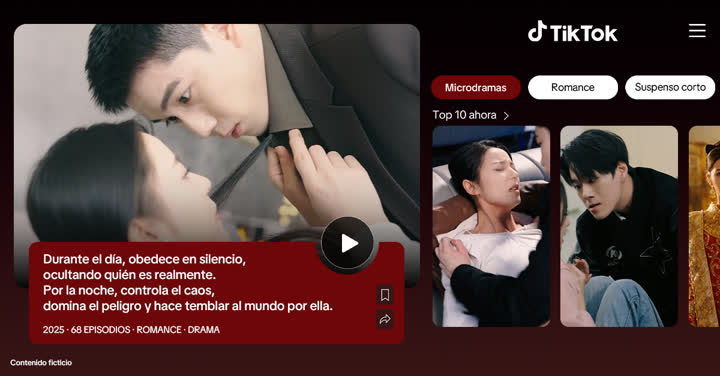 TikTok
Microdramas
Romance
Suspenso corto
Top 10 ahora
Durante el día, obedece en silencio,
ocultando quién es realmente.
Por la noche, controla el caos,
domina el peligro y hace temblar al mundo por ella.
2025 · 68 EPISODIOS · ROMANCE · DRAMA
Contenido ficticio